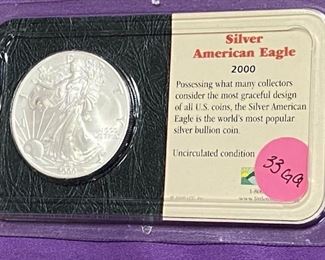 Silver
American Eagle
2000
Possessing what many collectors
consider the most graceful design
of all U.S. coins, the Silver American
Eagle is the world's most popular
silver bullion coin.
Uncirculated condition
33GG
2000